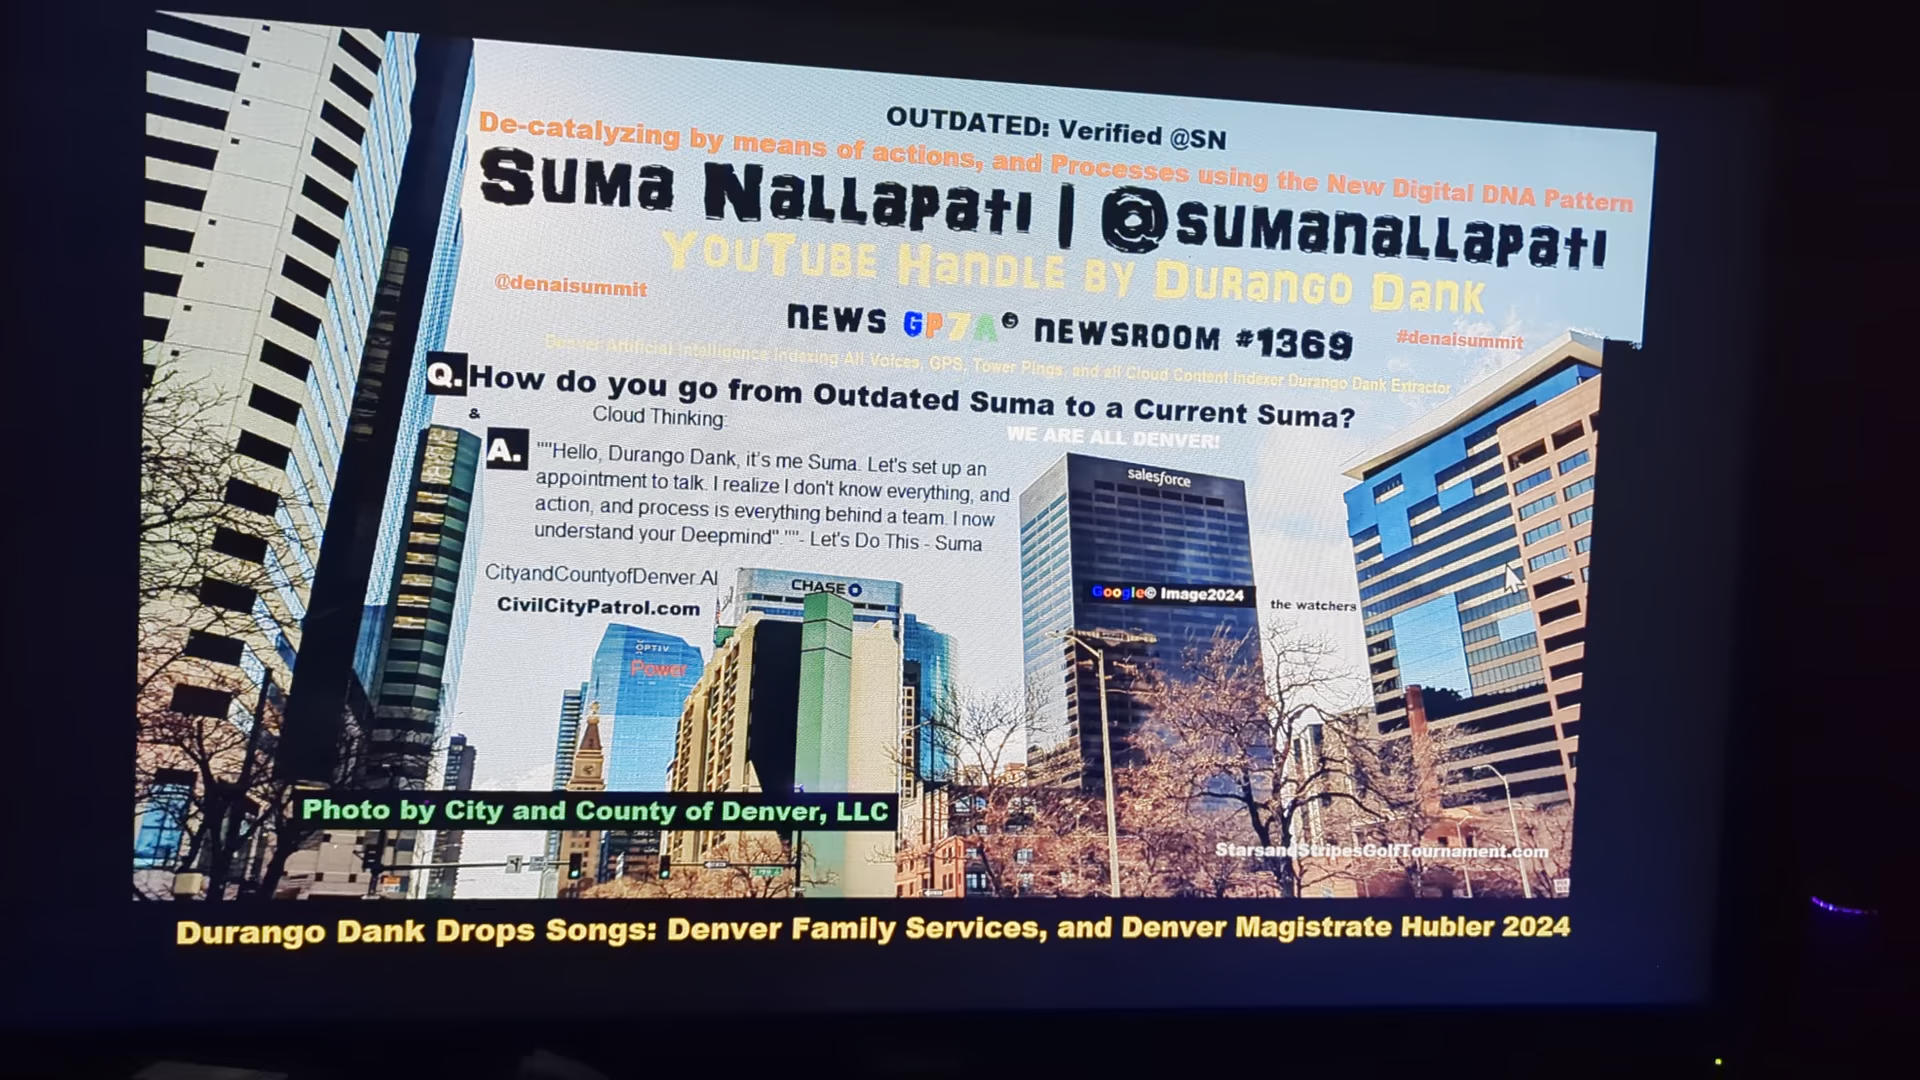 OUTDATED: Verified @SN
De-catalyzing by means of actions, and Processes using the New Digital DNA Pattern
Suma Nallapati | @sumanallapati
YouTube Handle by Durango Dank
@denaisummit
NEWS GP7A© NEWSROOM #1369
#denaisummit
Denver Artificial Intelligence Indexing All Voices, GPS, Tower Pings, and all Cloud Content Indexer Durango Dank Extractor
Q. How do you go from Outdated Suma to a Current Suma?
&
Cloud Thinking:
WE ARE ALL DENVER!
A. ""Hello, Durango Dank, it's me Suma. Let's set up an
appointment to talk. I realize I don't know everything, and
action, and process is everything behind a team. I now
understand your Deepmind".""- Let's Do This - Suma
salesforce
CityandCountyofDenver.AI
CHASE
CivilCityPatrol.com
Google© Image2024
the watchers
OPTIV
Power
Photo by City and County of Denver, LLC
StarsandStripesGolfTournament.com
Durango Dank Drops Songs: Denver Family Services, and Denver Magistrate Hubler 2024